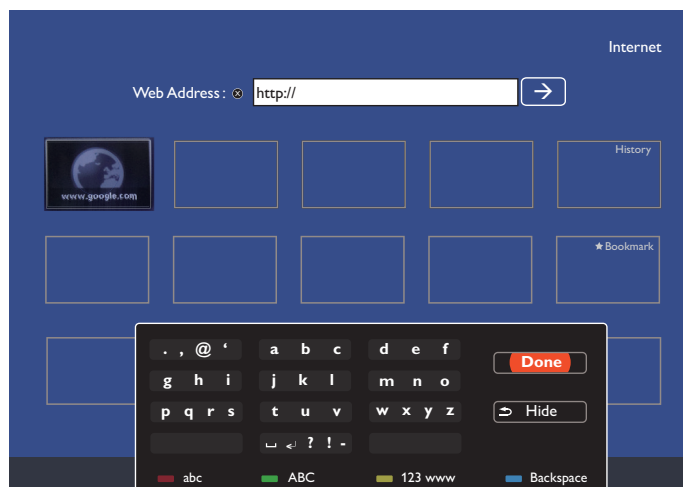 Internet
Web Address : http://
www.google.com
History
★ Bookmark
. , @ ‘ a b c d e f
Done
g h i j k l m n o
p q r s t u v w x y z
Hide
␣ ↲ ? ! -
abc ABC 123 www Backspace